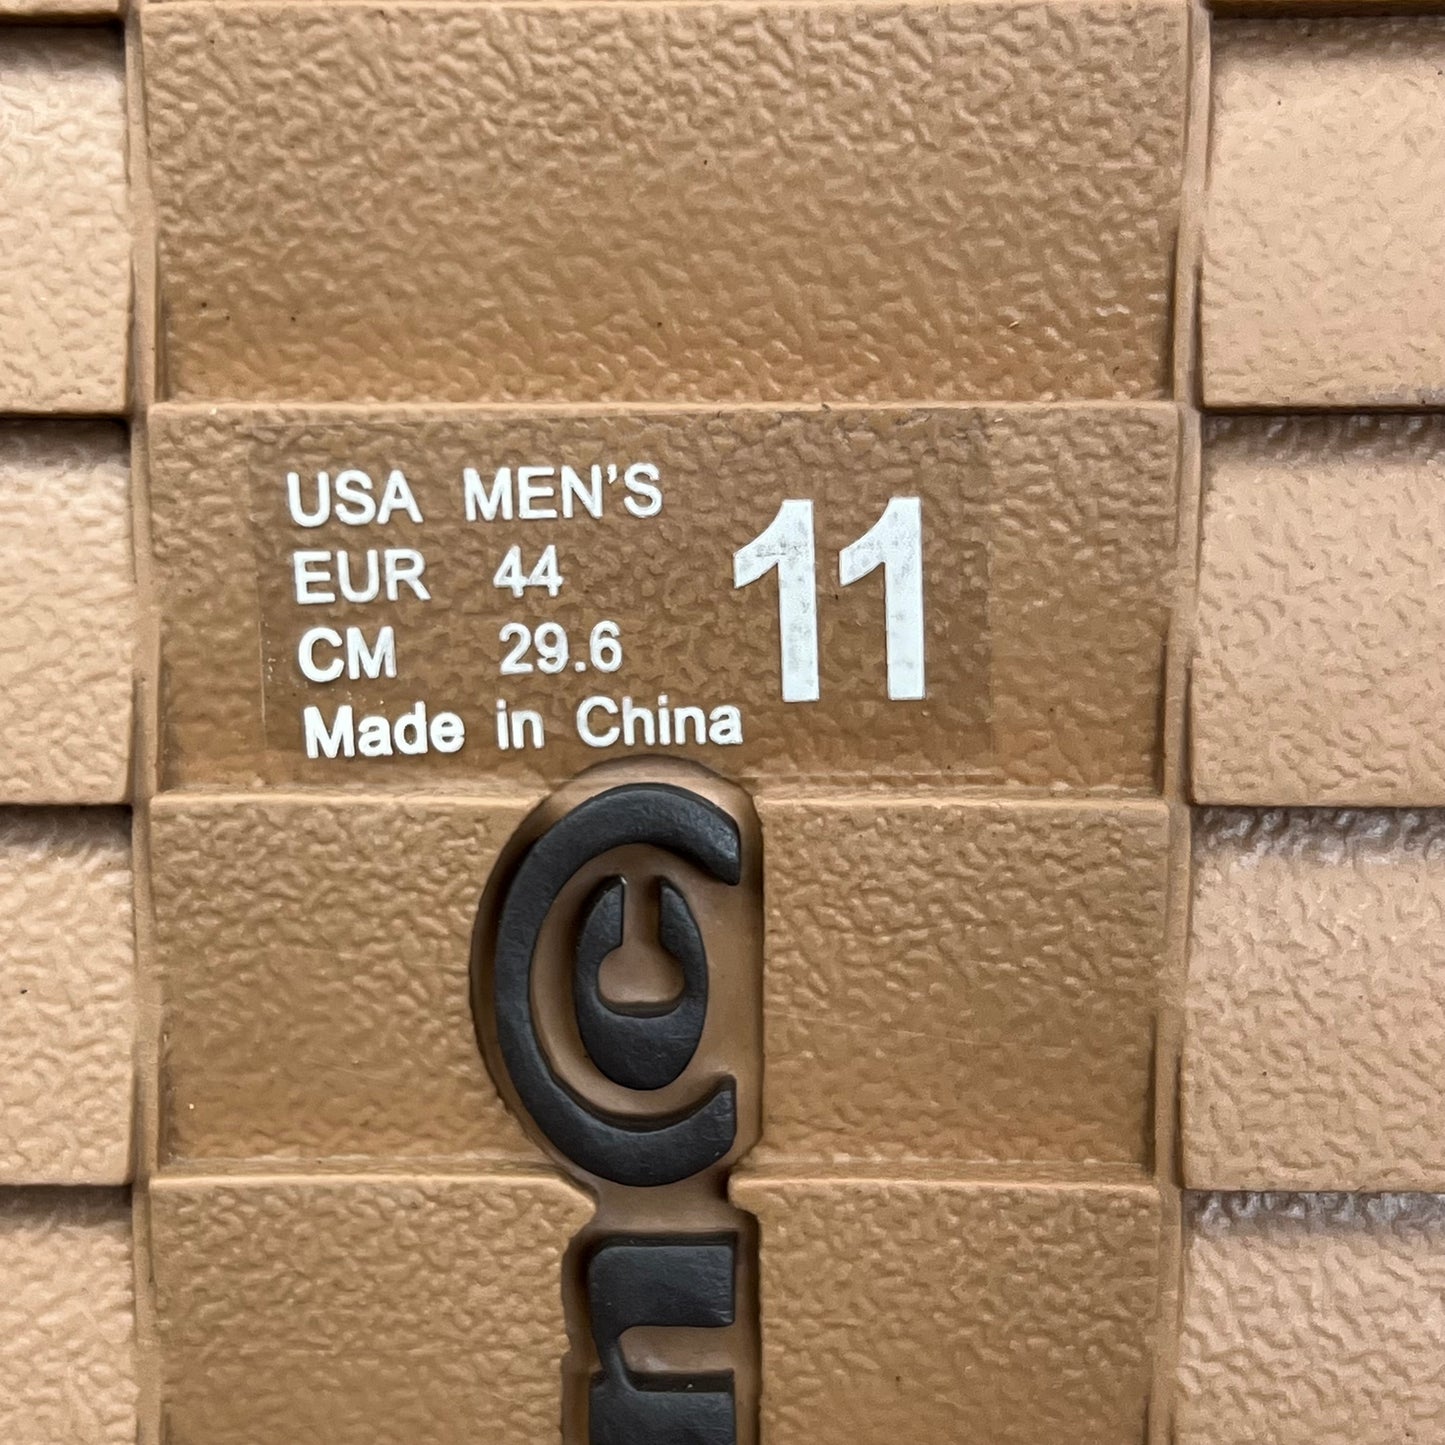 USA MEN'S 11
EUR 44
CM 29.6
Made in China